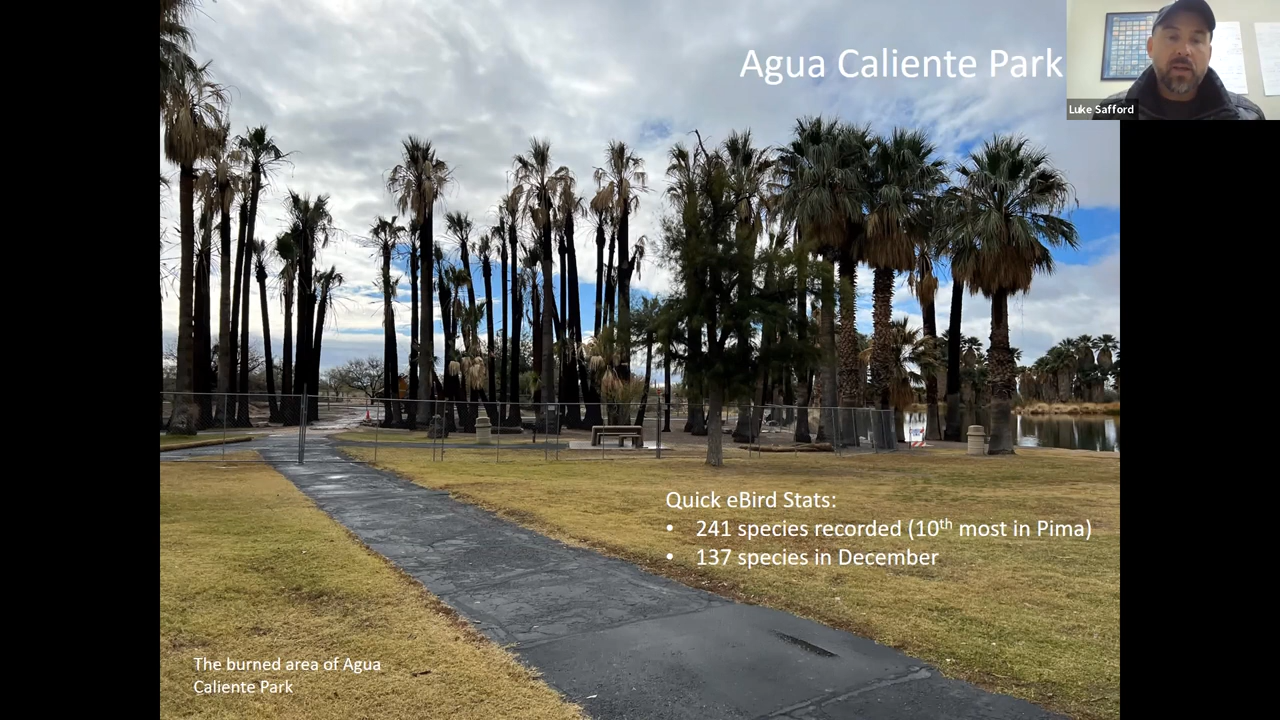 Agua Caliente Park
Luke Safford
Quick eBird Stats:
• 241 species recorded (10th most in Pima)
• 137 species in December
The burned area of Agua
Caliente Park